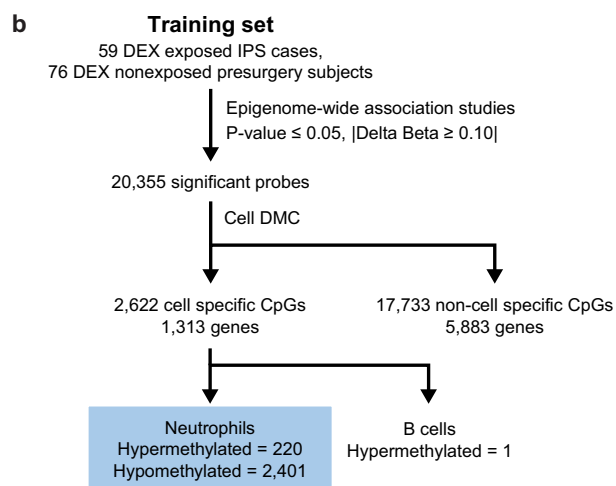 b
Training set
59 DEX exposed IPS cases,
76 DEX nonexposed presurgery subjects
Epigenome-wide association studies
P-value ≤ 0.05, |Delta Beta ≥ 0.10|
20,355 significant probes
Cell DMC
2,622 cell specific CpGs
1,313 genes
17,733 non-cell specific CpGs
5,883 genes
Neutrophils
Hypermethylated = 220
Hypomethylated = 2,401
B cells
Hypermethylated = 1